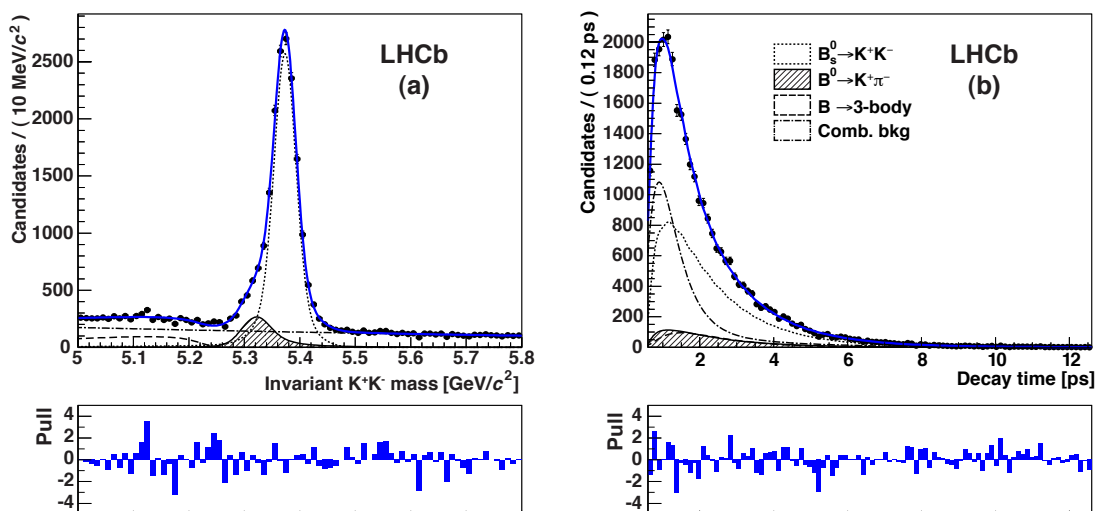 Candidates / ( 10 MeV/c² )
2500
2000
1500
1000
500
0
LHCb
(a)
5 5.1 5.2 5.3 5.4 5.5 5.6 5.7 5.8
Invariant K⁺K⁻ mass [GeV/c²]
Pull
4
2
0
-2
-4
Candidates / ( 0.12 ps )
2000
1800
1600
1400
1200
1000
800
600
400
200
0
B⁰ₛ→K⁺K⁻
B⁰→K⁺π⁻
B →3-body
Comb. bkg
LHCb
(b)
2 4 6 8 10 12
Decay time [ps]
Pull
4
2
0
-2
-4